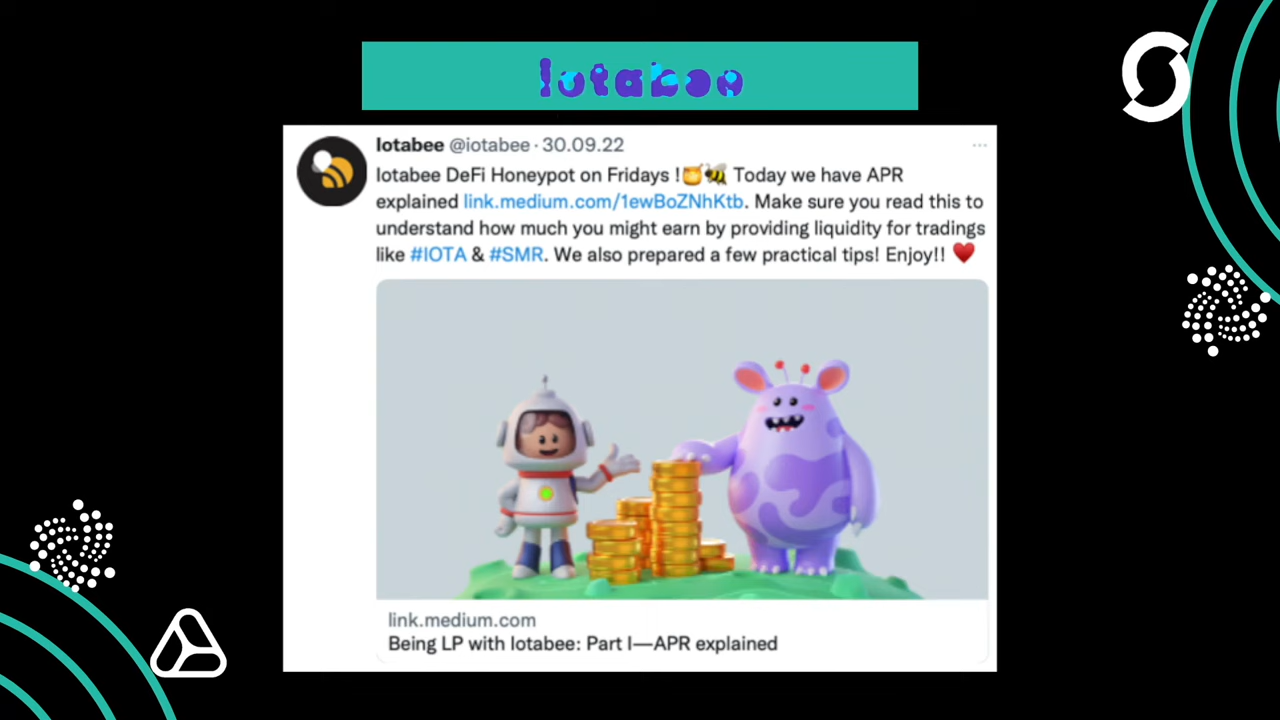 Iotabee
Iotabee @iotabee · 30.09.22
Iotabee DeFi Honeypot on Fridays !🍯🐝 Today we have APR
explained link.medium.com/1ewBoZNhKtb. Make sure you read this to
understand how much you might earn by providing liquidity for tradings
like #IOTA & #SMR. We also prepared a few practical tips! Enjoy!! ♥️
link.medium.com
Being LP with Iotabee: Part I—APR explained